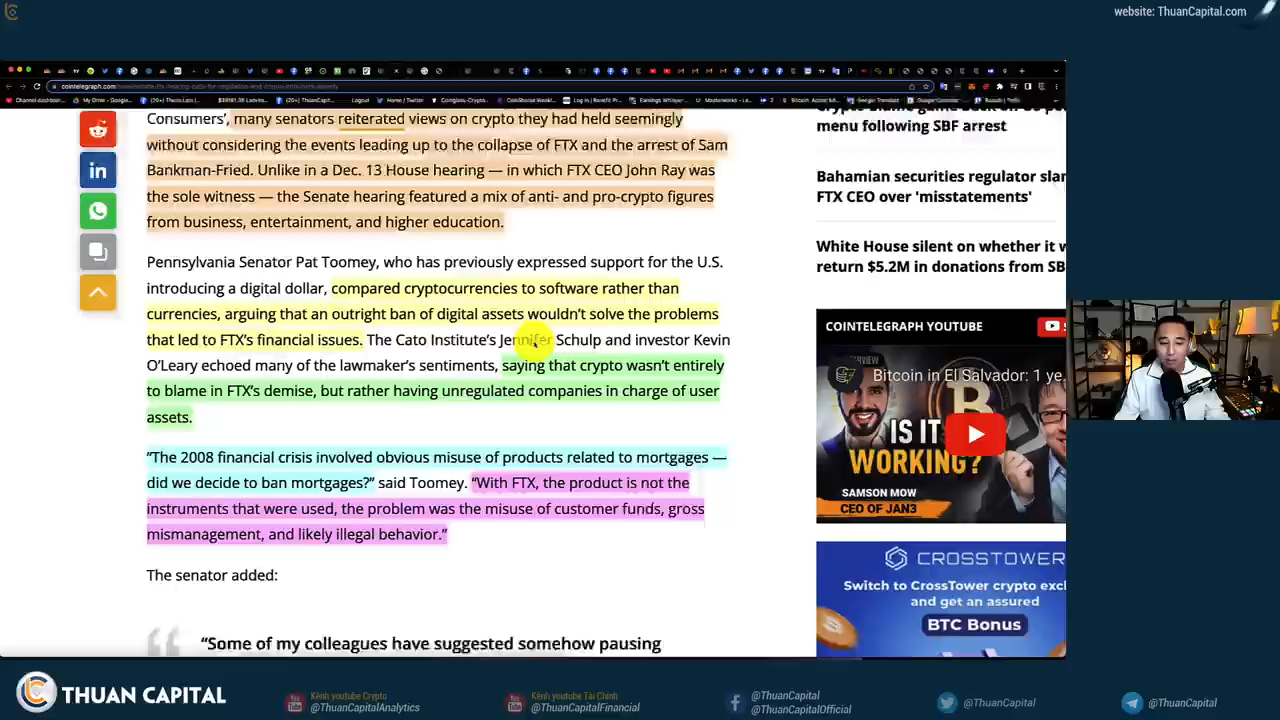 website: ThuanCapital.com
Consumers’, many senators reiterated views on crypto they had held seemingly
without considering the events leading up to the collapse of FTX and the arrest of Sam
Bankman-Fried. Unlike in a Dec. 13 House hearing — in which FTX CEO John Ray was
the sole witness — the Senate hearing featured a mix of anti- and pro-crypto figures
from business, entertainment, and higher education.
Pennsylvania Senator Pat Toomey, who has previously expressed support for the U.S.
introducing a digital dollar, compared cryptocurrencies to software rather than
currencies, arguing that an outright ban of digital assets wouldn’t solve the problems
that led to FTX’s financial issues. The Cato Institute’s Jennifer Schulp and investor Kevin
O’Leary echoed many of the lawmaker’s sentiments, saying that crypto wasn’t entirely
to blame in FTX’s demise, but rather having unregulated companies in charge of user
assets.
“The 2008 financial crisis involved obvious misuse of products related to mortgages —
did we decide to ban mortgages?” said Toomey. “With FTX, the product is not the
instruments that were used, the problem was the misuse of customer funds, gross
mismanagement, and likely illegal behavior.”
The senator added:
“Some of my colleagues have suggested somehow pausing
menu following SBF arrest
Bahamian securities regulator slar
FTX CEO over 'misstatements'
White House silent on whether it w
return $5.2M in donations from SB
COINTELEGRAPH YOUTUBE
Bitcoin in El Salvador: 1 ye
IS IT
WORKING?
SAMSON MOW
CEO OF JAN3
CROSSTOWER
Switch to CrossTower crypto exc
and get an assured
BTC Bonus
THUAN CAPITAL
Kênh youtube Crypto
@ThuanCapitalAnalytics
Kênh youtube Tài Chính
@ThuanCapitalFinancial
@ThuanCapital
@ThuanCapitalOfficial
@ThuanCapital
@ThuanCapital